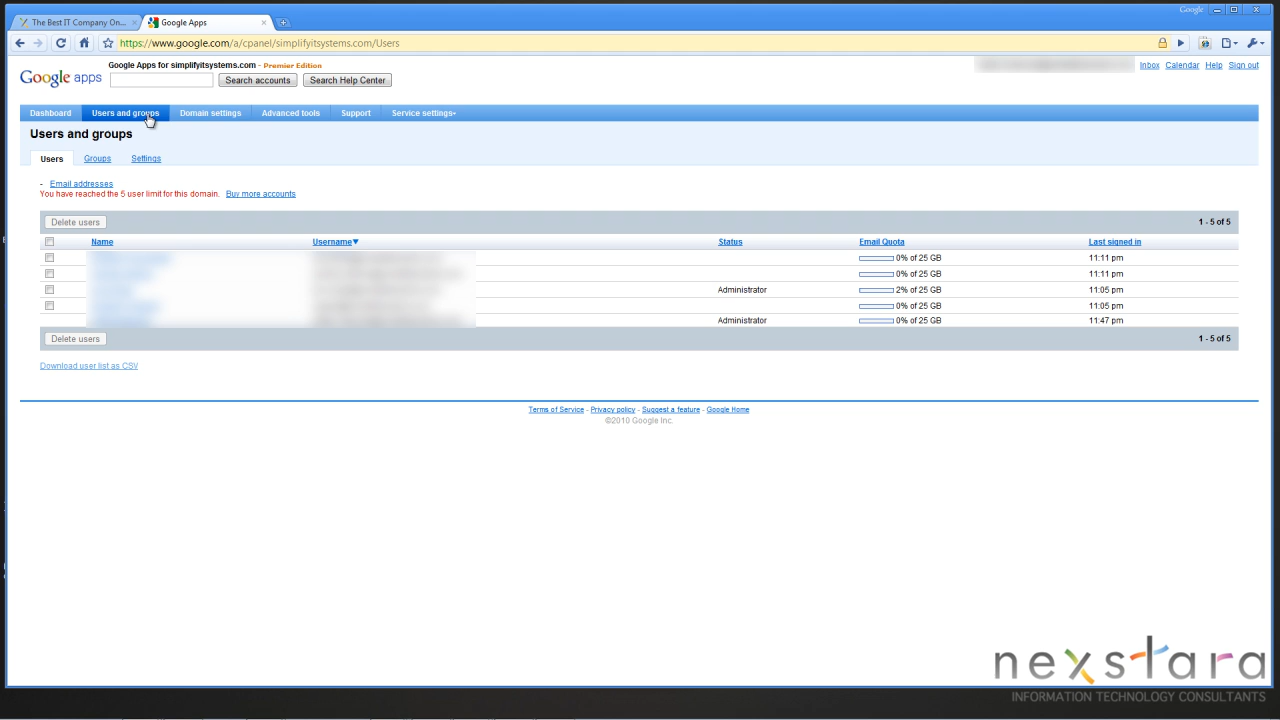 Google
The Best IT Company On...
Google Apps
https://www.google.com/a/cpanel/simplifyitsystems.com/Users
Google apps
Google Apps for simplifyitsystems.com - Premier Edition
Search accounts
Search Help Center
Inbox Calendar Help Sign out
Dashboard Users and groups Domain settings Advanced tools Support Service settings
Users and groups
Users Groups Settings
- Email addresses
You have reached the 5 user limit for this domain. Buy more accounts
Delete users 1 - 5 of 5
Name Username Status Email Quota Last signed in
0% of 25 GB 11:11 pm
0% of 25 GB 11:11 pm
Administrator 2% of 25 GB 11:05 pm
0% of 25 GB 11:05 pm
Administrator 0% of 25 GB 11:47 pm
Delete users 1 - 5 of 5
Download user list as CSV
Terms of Service - Privacy policy - Suggest a feature - Google Home
©2010 Google Inc.
nexstara
INFORMATION TECHNOLOGY CONSULTANTS